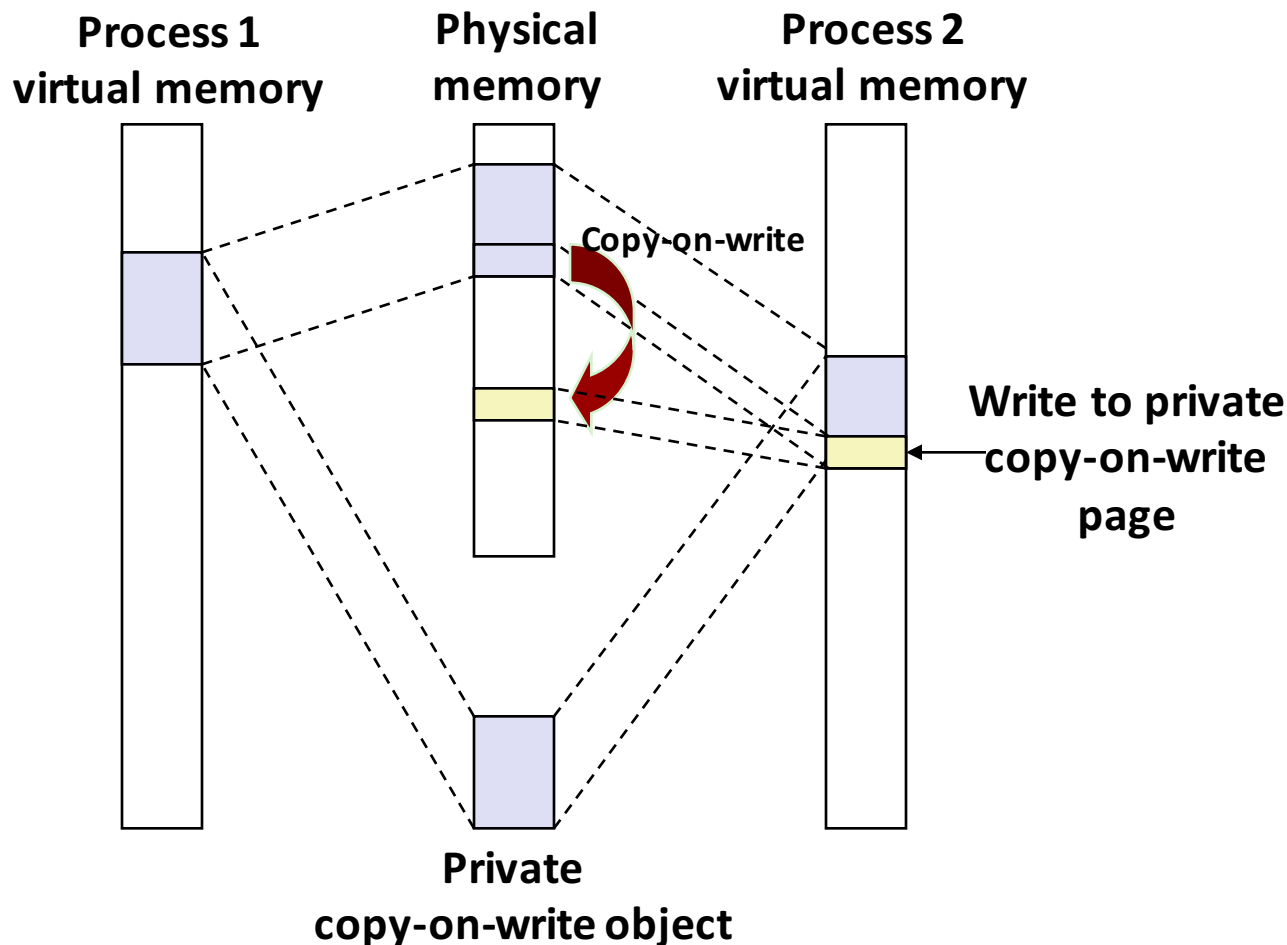 Process 1
virtual memory
Physical
memory
Process 2
virtual memory
Copy-on-write
Write to private
copy-on-write
page
Private
copy-on-write object